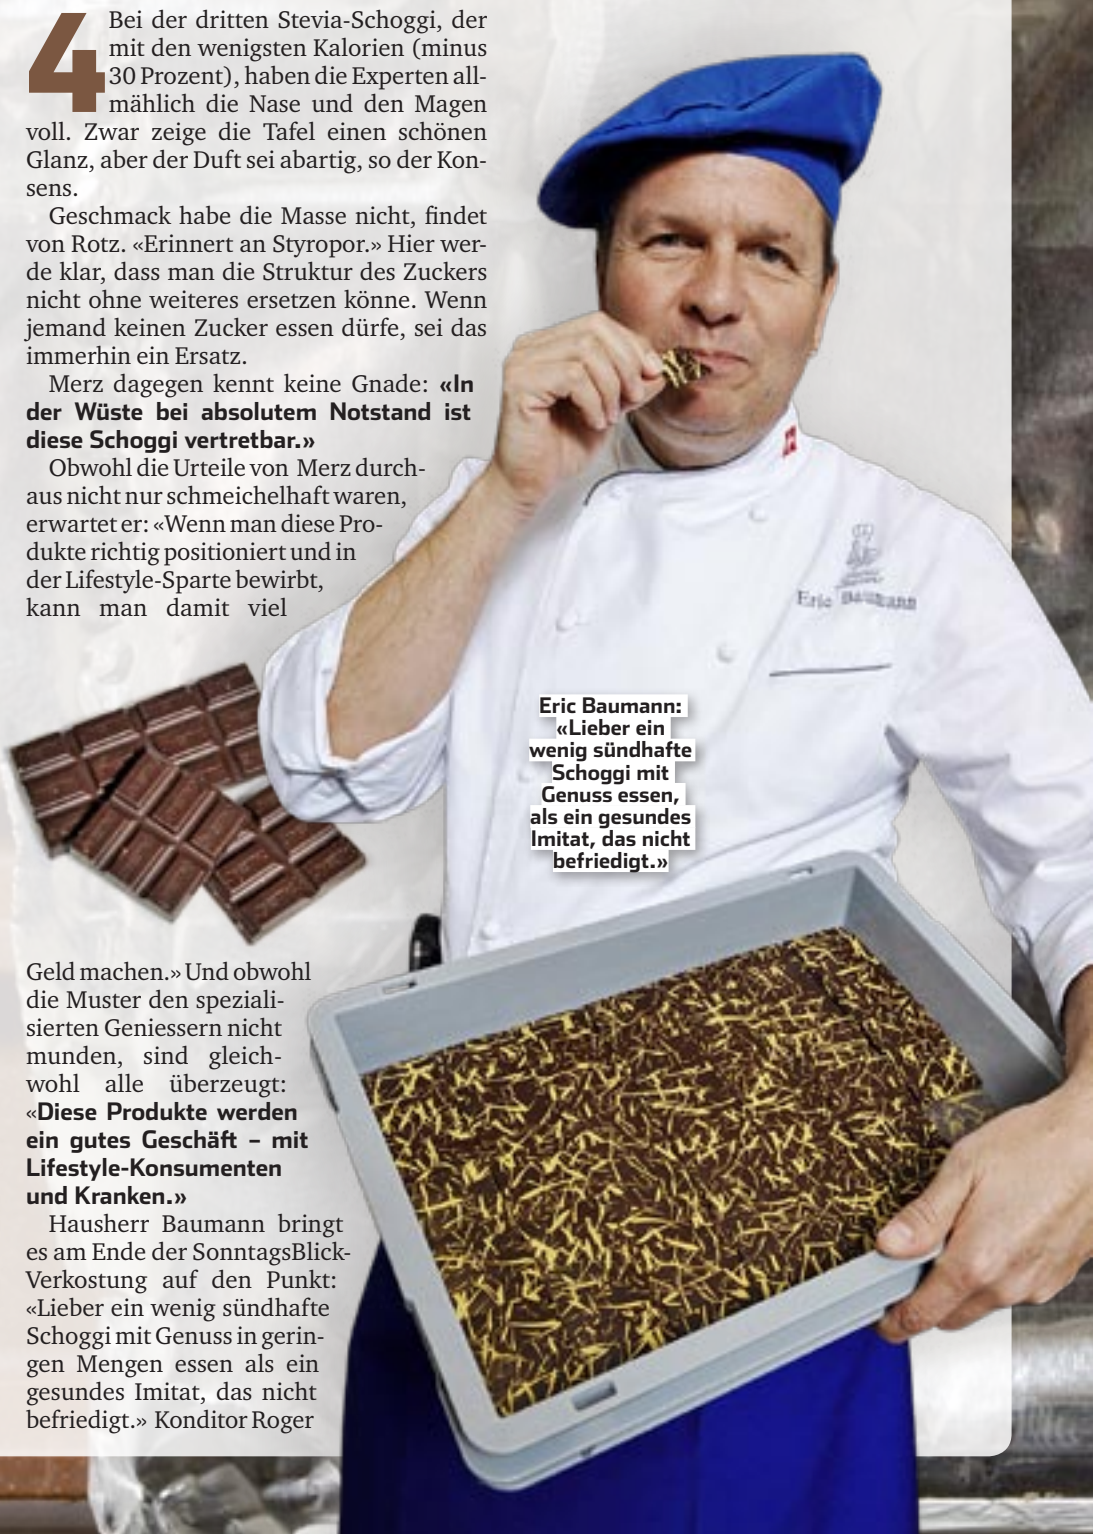 4
Bei der dritten Stevia-Schoggi, der
mit den wenigsten Kalorien (minus
30 Prozent), haben die Experten all-
mählich die Nase und den Magen
voll. Zwar zeige die Tafel einen schönen
Glanz, aber der Duft sei abartig, so der Kon-
sens.
Geschmack habe die Masse nicht, findet
von Rotz. «Erinnert an Styropor.» Hier wer-
de klar, dass man die Struktur des Zuckers
nicht ohne weiteres ersetzen könne. Wenn
jemand keinen Zucker essen dürfe, sei das
immerhin ein Ersatz.
Merz dagegen kennt keine Gnade: «In
der Wüste bei absolutem Notstand ist
diese Schoggi vertretbar.»
Obwohl die Urteile von Merz durch-
aus nicht nur schmeichelhaft waren,
erwartet er: «Wenn man diese Pro-
dukte richtig positioniert und in
der Lifestyle-Sparte bewirbt,
kann man damit viel
Geld machen.» Und obwohl
die Muster den speziali-
sierten Geniessern nicht
munden, sind gleich-
wohl alle überzeugt:
«Diese Produkte werden
ein gutes Geschäft – mit
Lifestyle-Konsumenten
und Kranken.»
Hausherr Baumann bringt
es am Ende der SonntagsBlick-
Verkostung auf den Punkt:
«Lieber ein wenig sündhafte
Schoggi mit Genuss in gerin-
gen Mengen essen als ein
gesundes Imitat, das nicht
befriedigt.» Konditor Roger
Eric Baumann
Eric Baumann:
«Lieber ein
wenig sündhafte
Schoggi mit
Genuss essen,
als ein gesundes
Imitat, das nicht
befriedigt.»